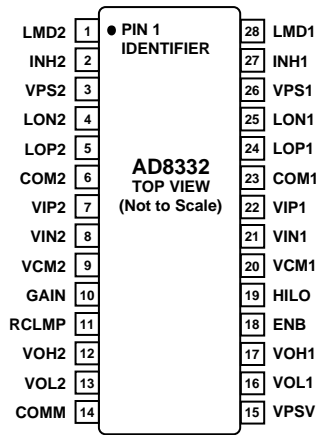 LMD2 1
INH2 2
VPS2 3
LON2 4
LOP2 5
COM2 6
VIP2 7
VIN2 8
VCM2 9
GAIN 10
RCLMP 11
VOH2 12
VOL2 13
COMM 14
PIN 1
IDENTIFIER
AD8332
TOP VIEW
(Not to Scale)
28 LMD1
27 INH1
26 VPS1
25 LON1
24 LOP1
23 COM1
22 VIP1
21 VIN1
20 VCM1
19 HILO
18 ENB
17 VOH1
16 VOL1
15 VPSV